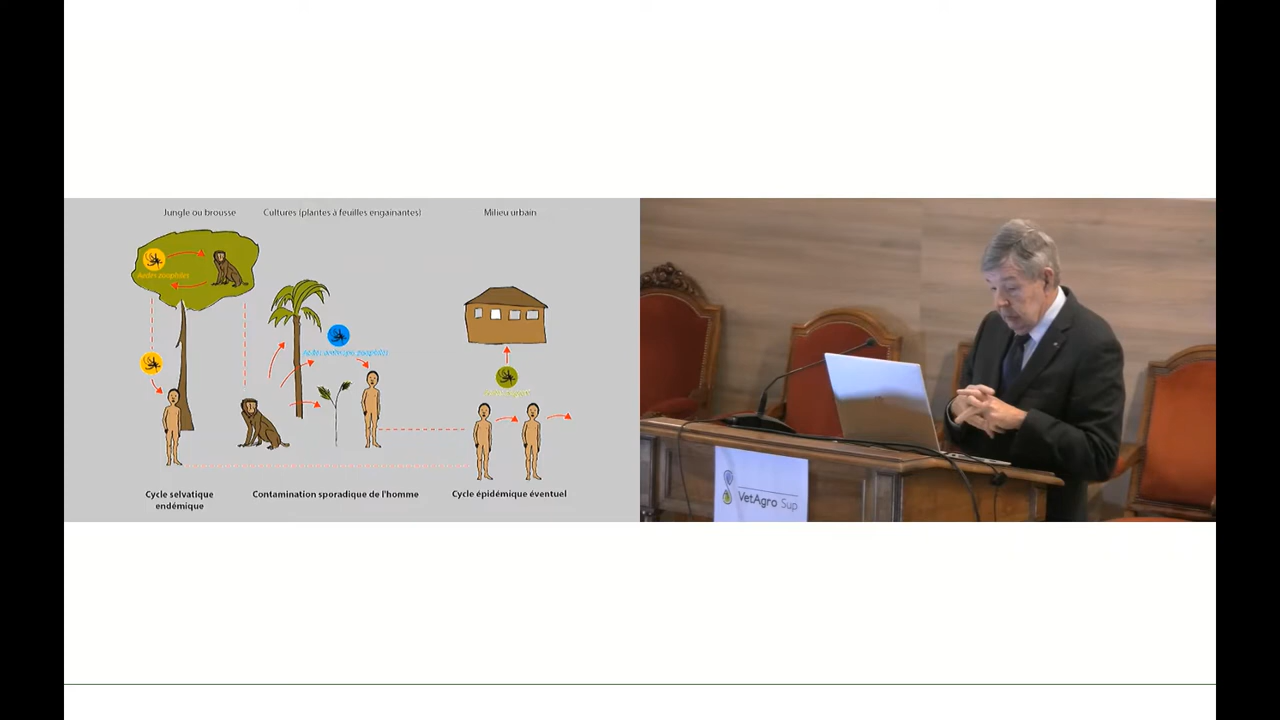 Jungle ou brousse
Cultures (plantes à feuilles engainantes)
Milieu urbain
Aedes zoophiles
Cycle selvatique
endémique
Contamination sporadique de l'homme
Cycle épidémique éventuel
VetAgro Sup